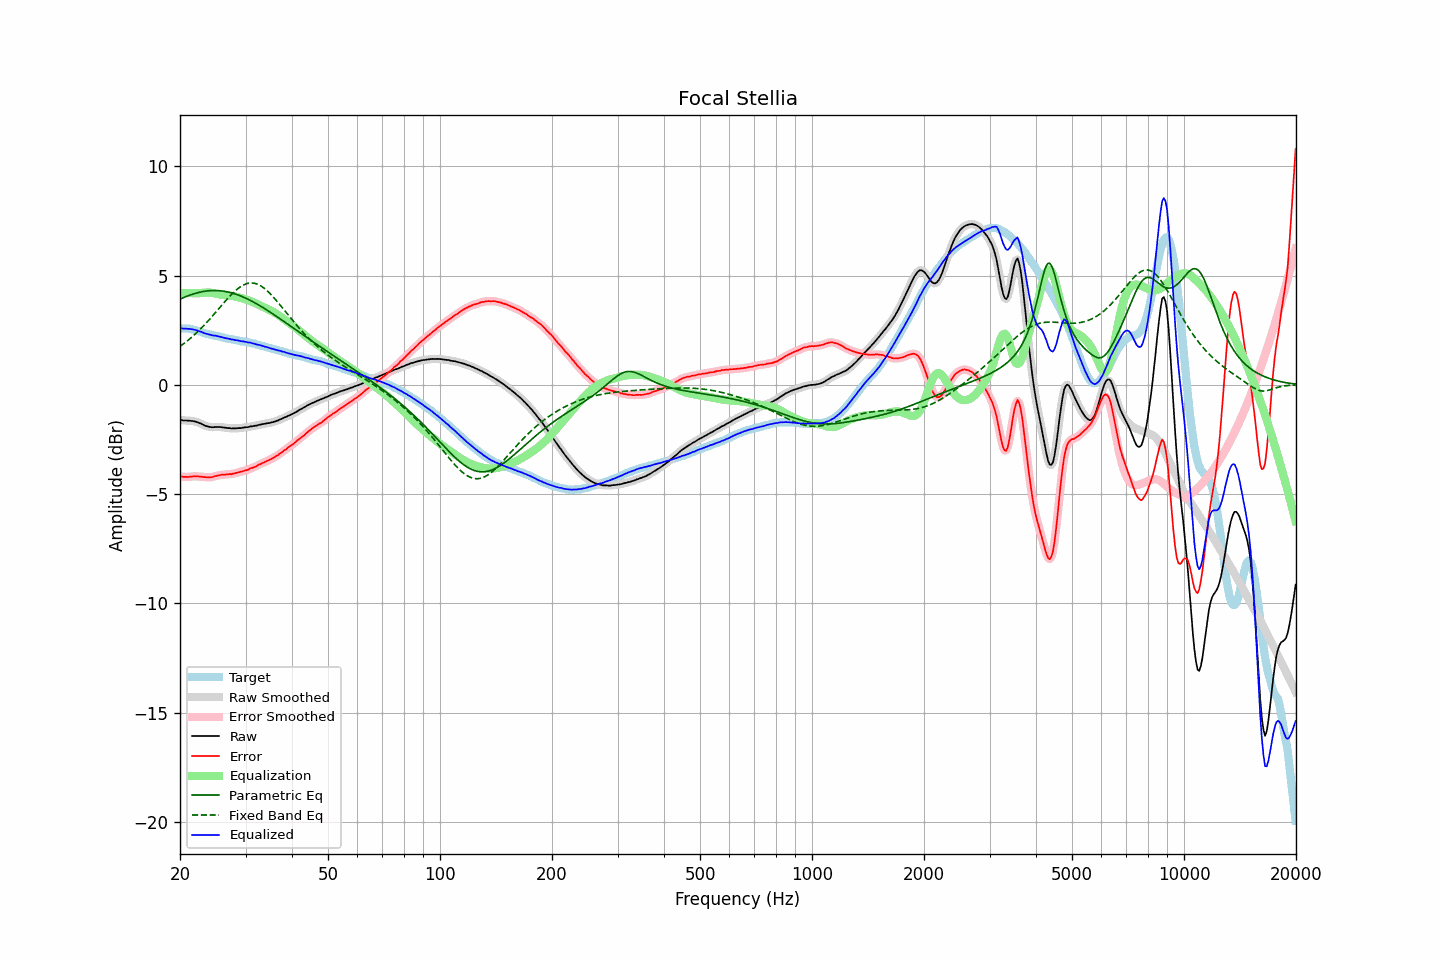 Focal Stellia
10
5
0
−5
−10
−15
−20
Amplitude (dBr)
Target
Raw Smoothed
Error Smoothed
Raw
Error
Equalization
Parametric Eq
Fixed Band Eq
Equalized
20 50 100 200 500 1000 2000 5000 10000 20000
Frequency (Hz)